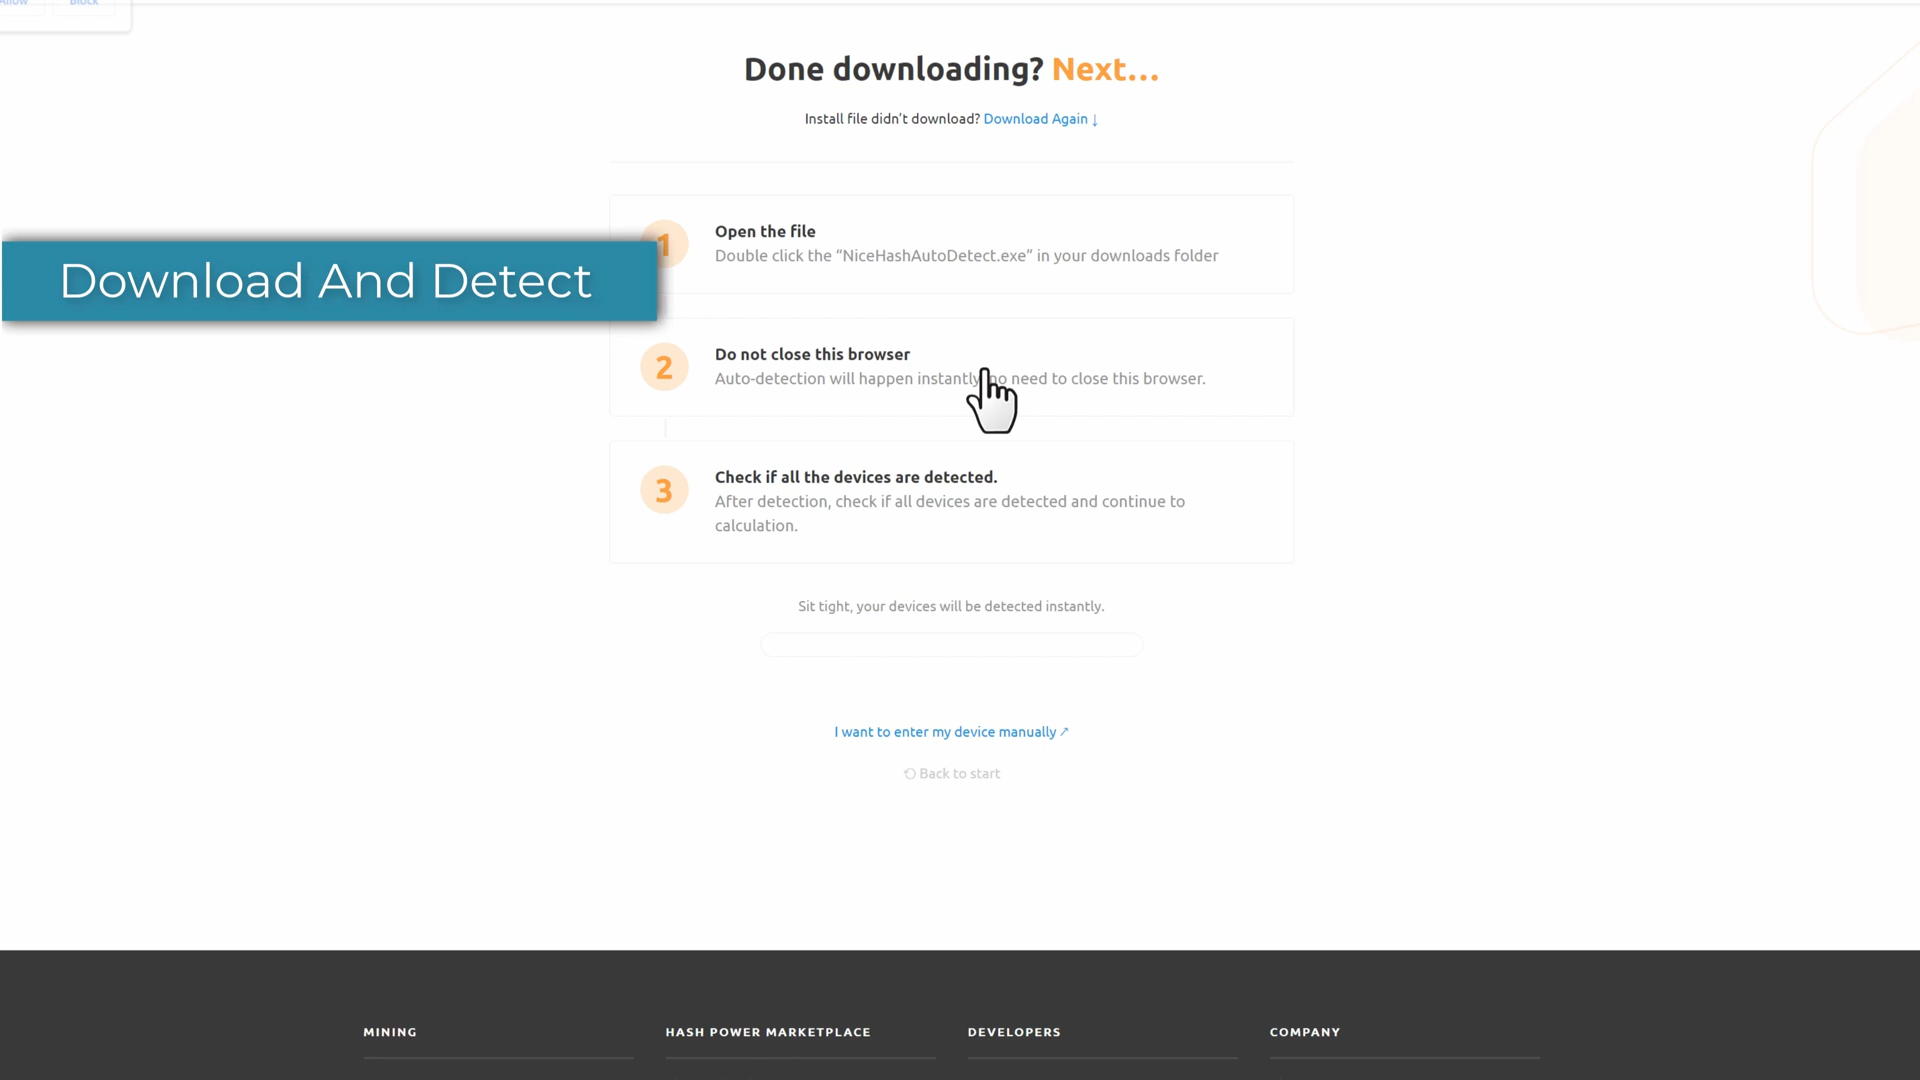 Allow Block
Done downloading? Next...
Install file didn't download? Download Again ↓
1
Open the file
Double click the “NiceHashAutoDetect.exe” in your downloads folder
Download And Detect
2
Do not close this browser
Auto-detection will happen instantly no need to close this browser.
3
Check if all the devices are detected.
After detection, check if all devices are detected and continue to
calculation.
Sit tight, your devices will be detected instantly.
I want to enter my device manually ↗
Back to start
MINING HASH POWER MARKETPLACE DEVELOPERS COMPANY